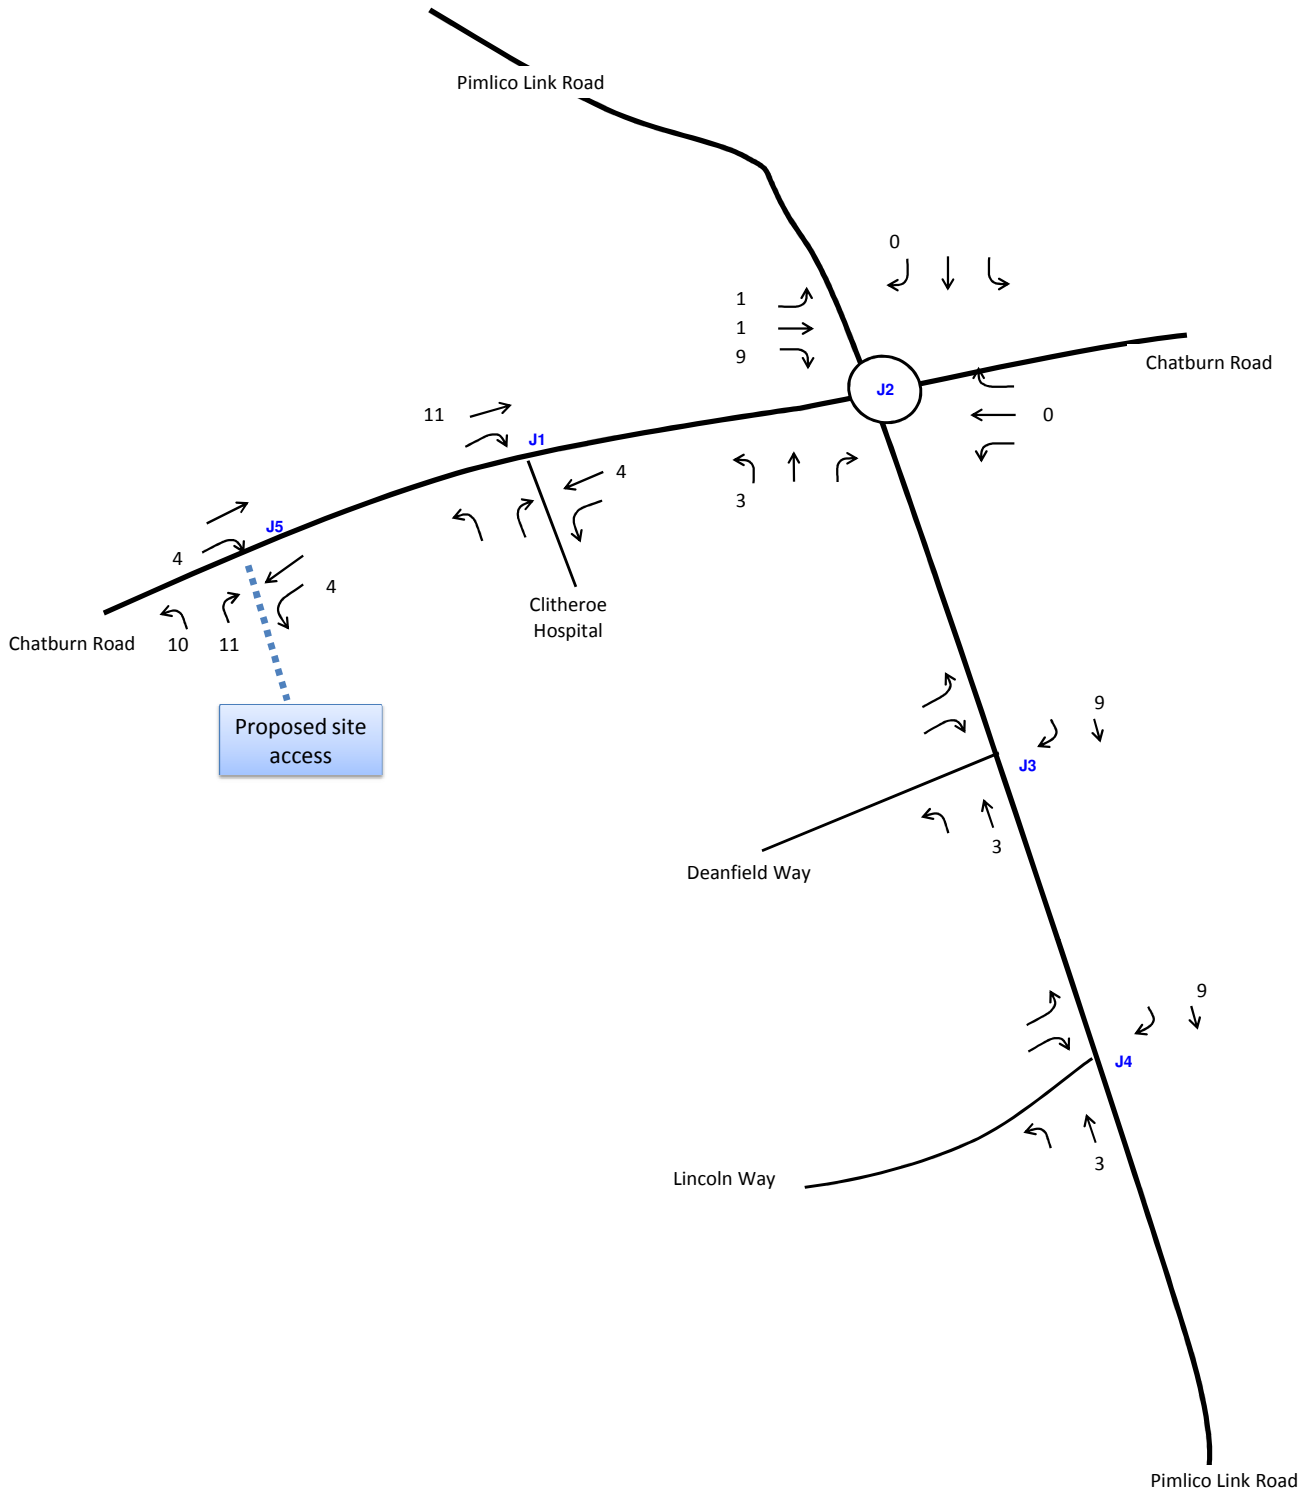 Pimlico Link Road
0
1
1
9
J2
Chatburn Road
0
11
J1
4
3
J5
4
4
10
11
Chatburn Road
Clitheroe
Hospital
Proposed site
access
9
J3
3
Deanfield Way
9
J4
3
Lincoln Way
Pimlico Link Road